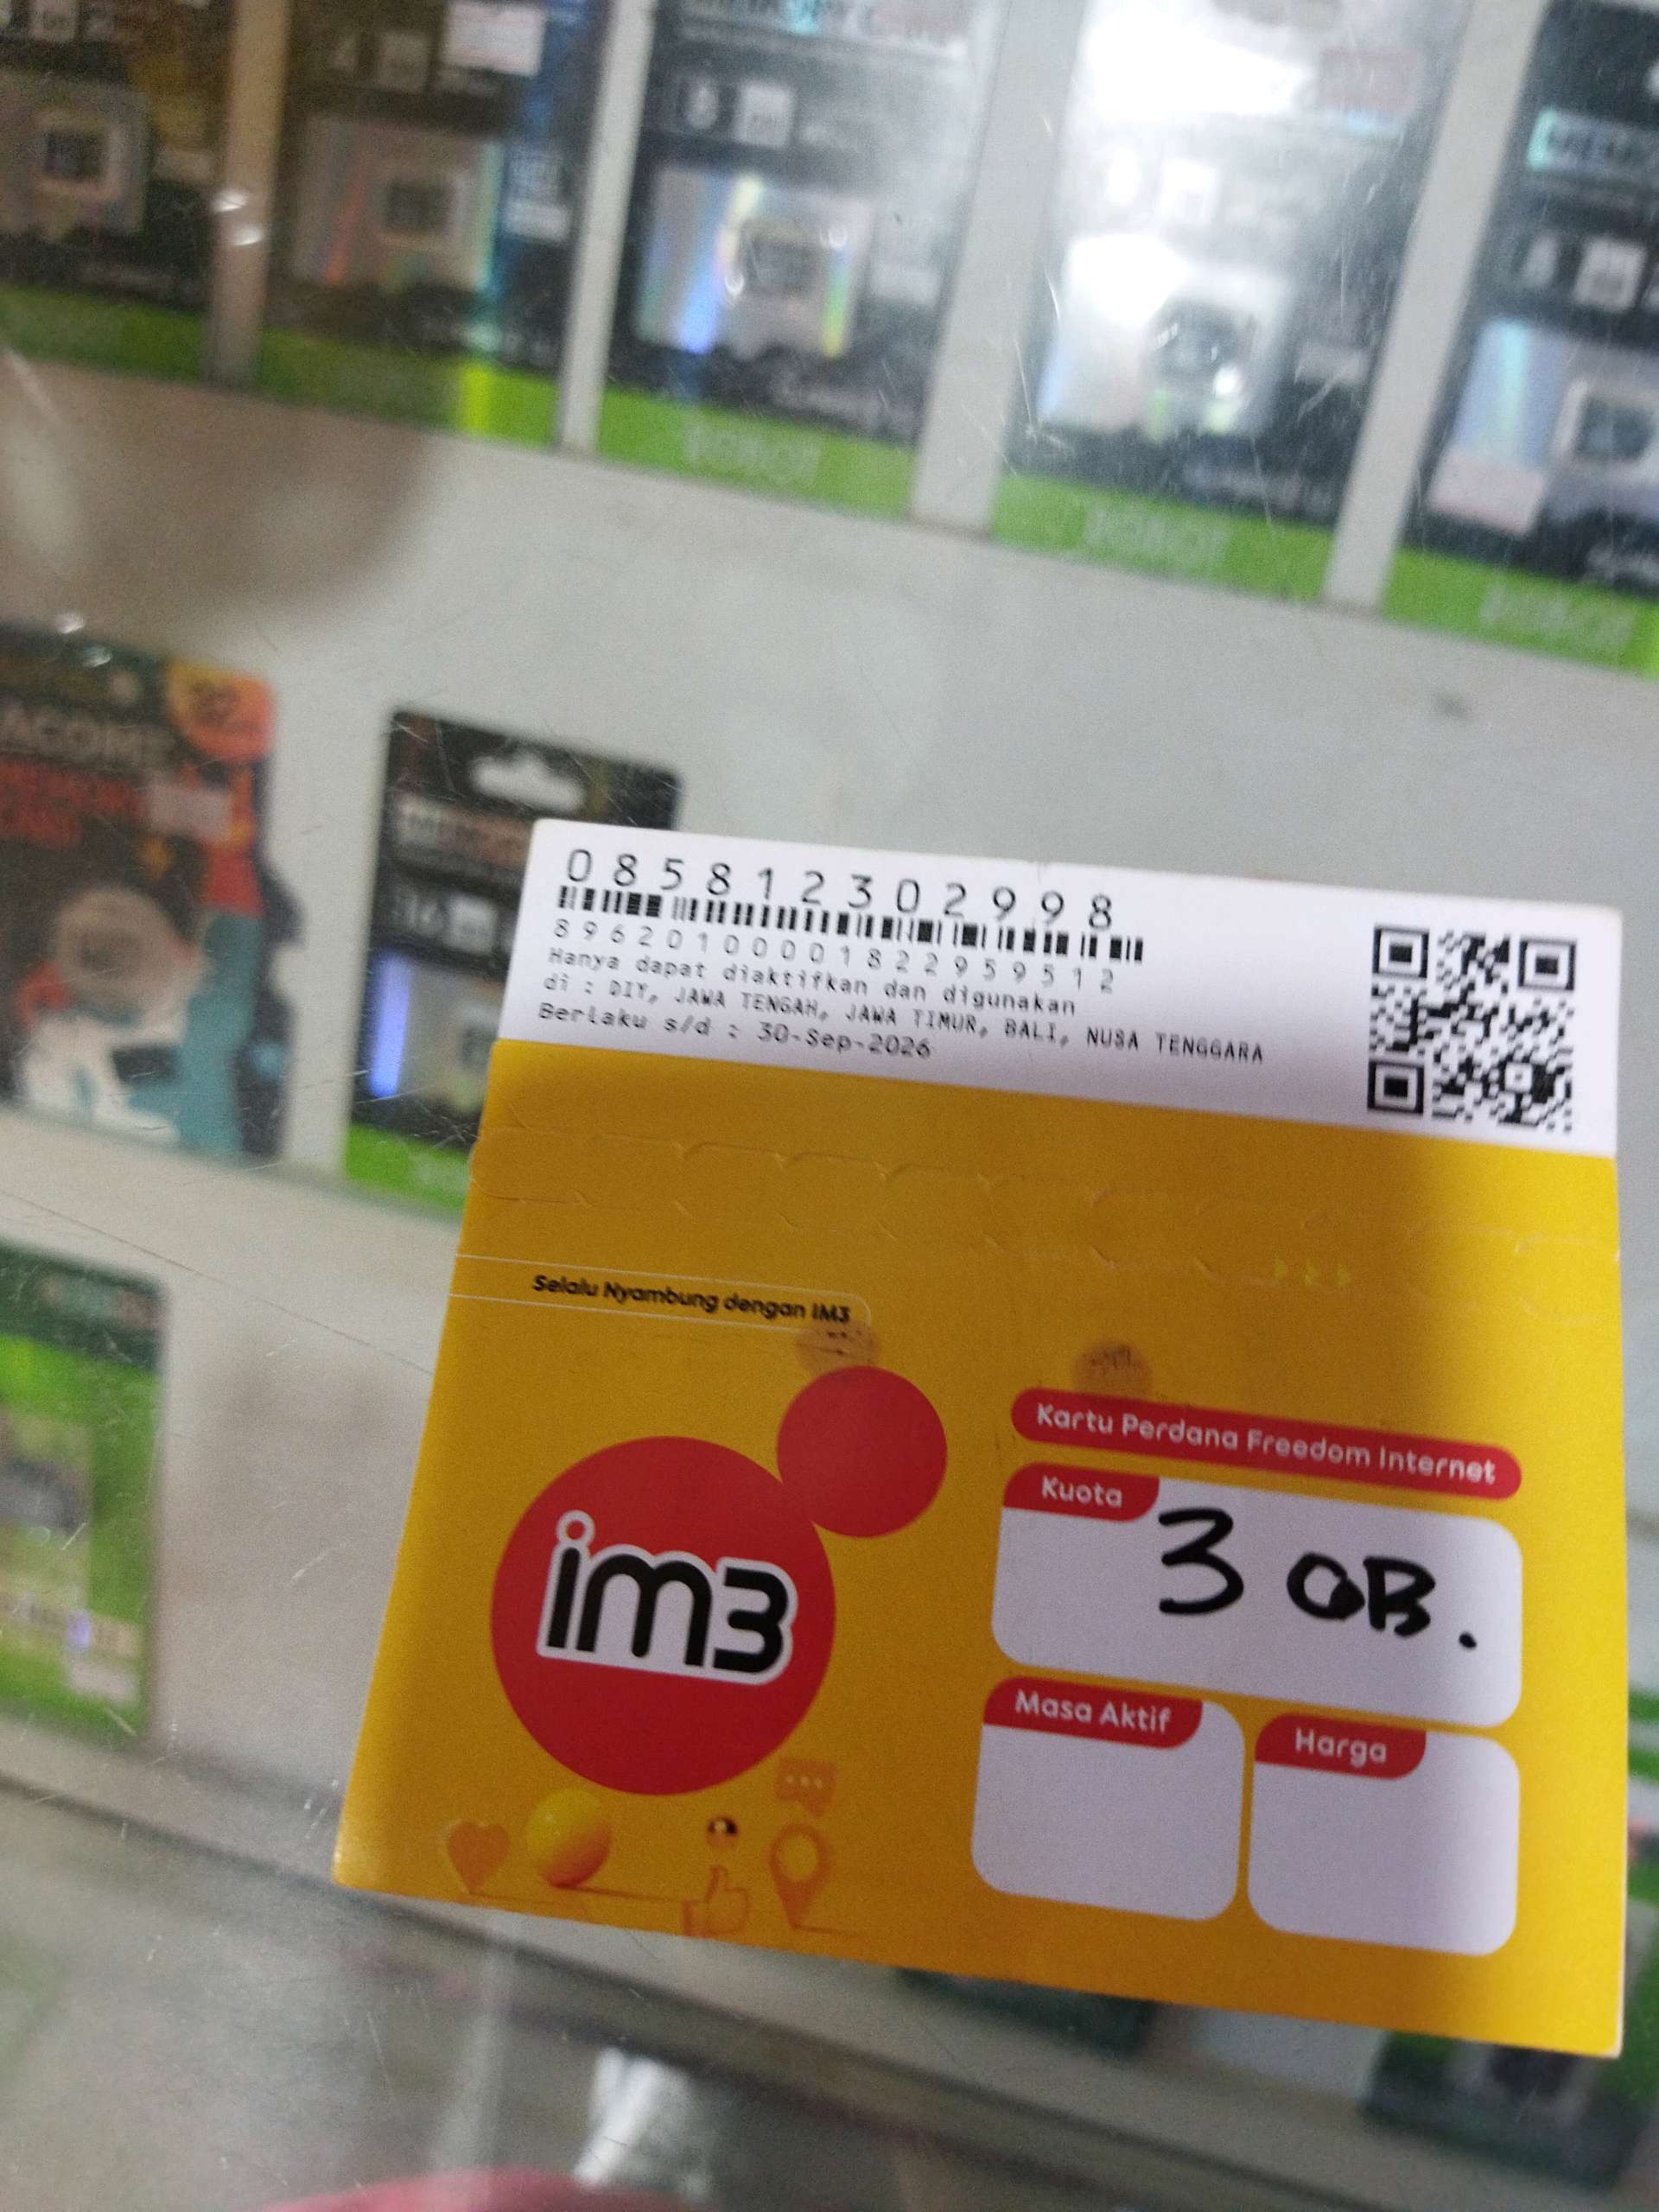 085812302998
8962010000182295951 2
Hanya dapat diaktifkan dan digunakan
di : DIY, JAWA TENGAH, JAWA TIMUR, BALI, NUSA TENGGARA
Berlaku s/d : 30-Sep-2026
Selalu Nyambung dengan IM3
im3
Kartu Perdana Freedom Internet
Kuota
3 GB.
Masa Aktif
Harga